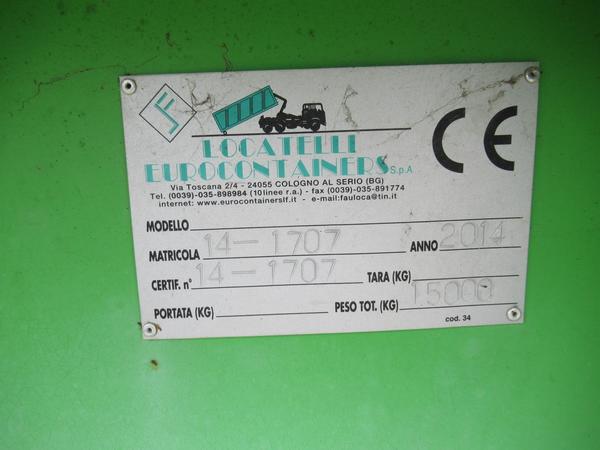 LF
LOCATELLI
EUROCONTAINERS S.p.A
CE
Via Toscana 2/4 - 24055 COLOGNO AL SERIO (BG)
Tel. (0039)-035-898984 (10linee r.a.) - fax (0039)-035-891774
internet: www.eurocontainerslf.it - e-mail:fauloca@tin.it
MODELLO
MATRICOLA 14-1707 ANNO 2014
CERTIF. n° 14-1707 TARA (KG)
PORTATA (KG) PESO TOT. (KG) 15000
cod. 34